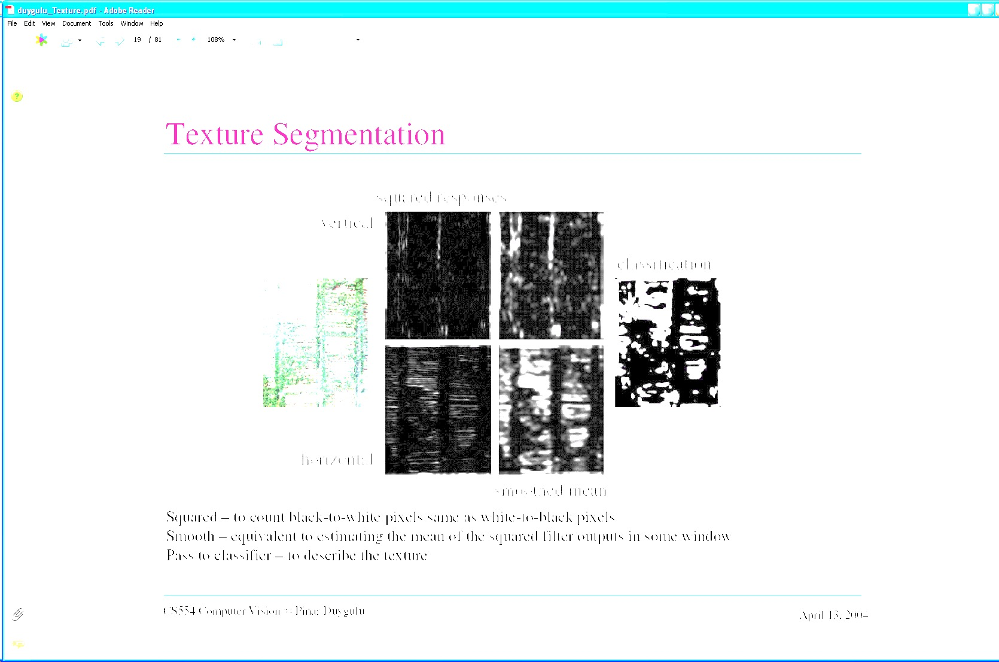 duygulu_Texture.pdf - Adobe Reader
File Edit View Document Tools Window Help
19 / 81 108%
?
Texture Segmentation
squared responses
vertical
classification
horizontal
smoothed mean
Squared – to count black-to-white pixels same as white-to-black pixels
Smooth – equivalent to estimating the mean of the squared filter outputs in some window
Pass to classifier – to describe the texture
CS554 Computer Vision © Pinar Duygulu
April 13, 2004